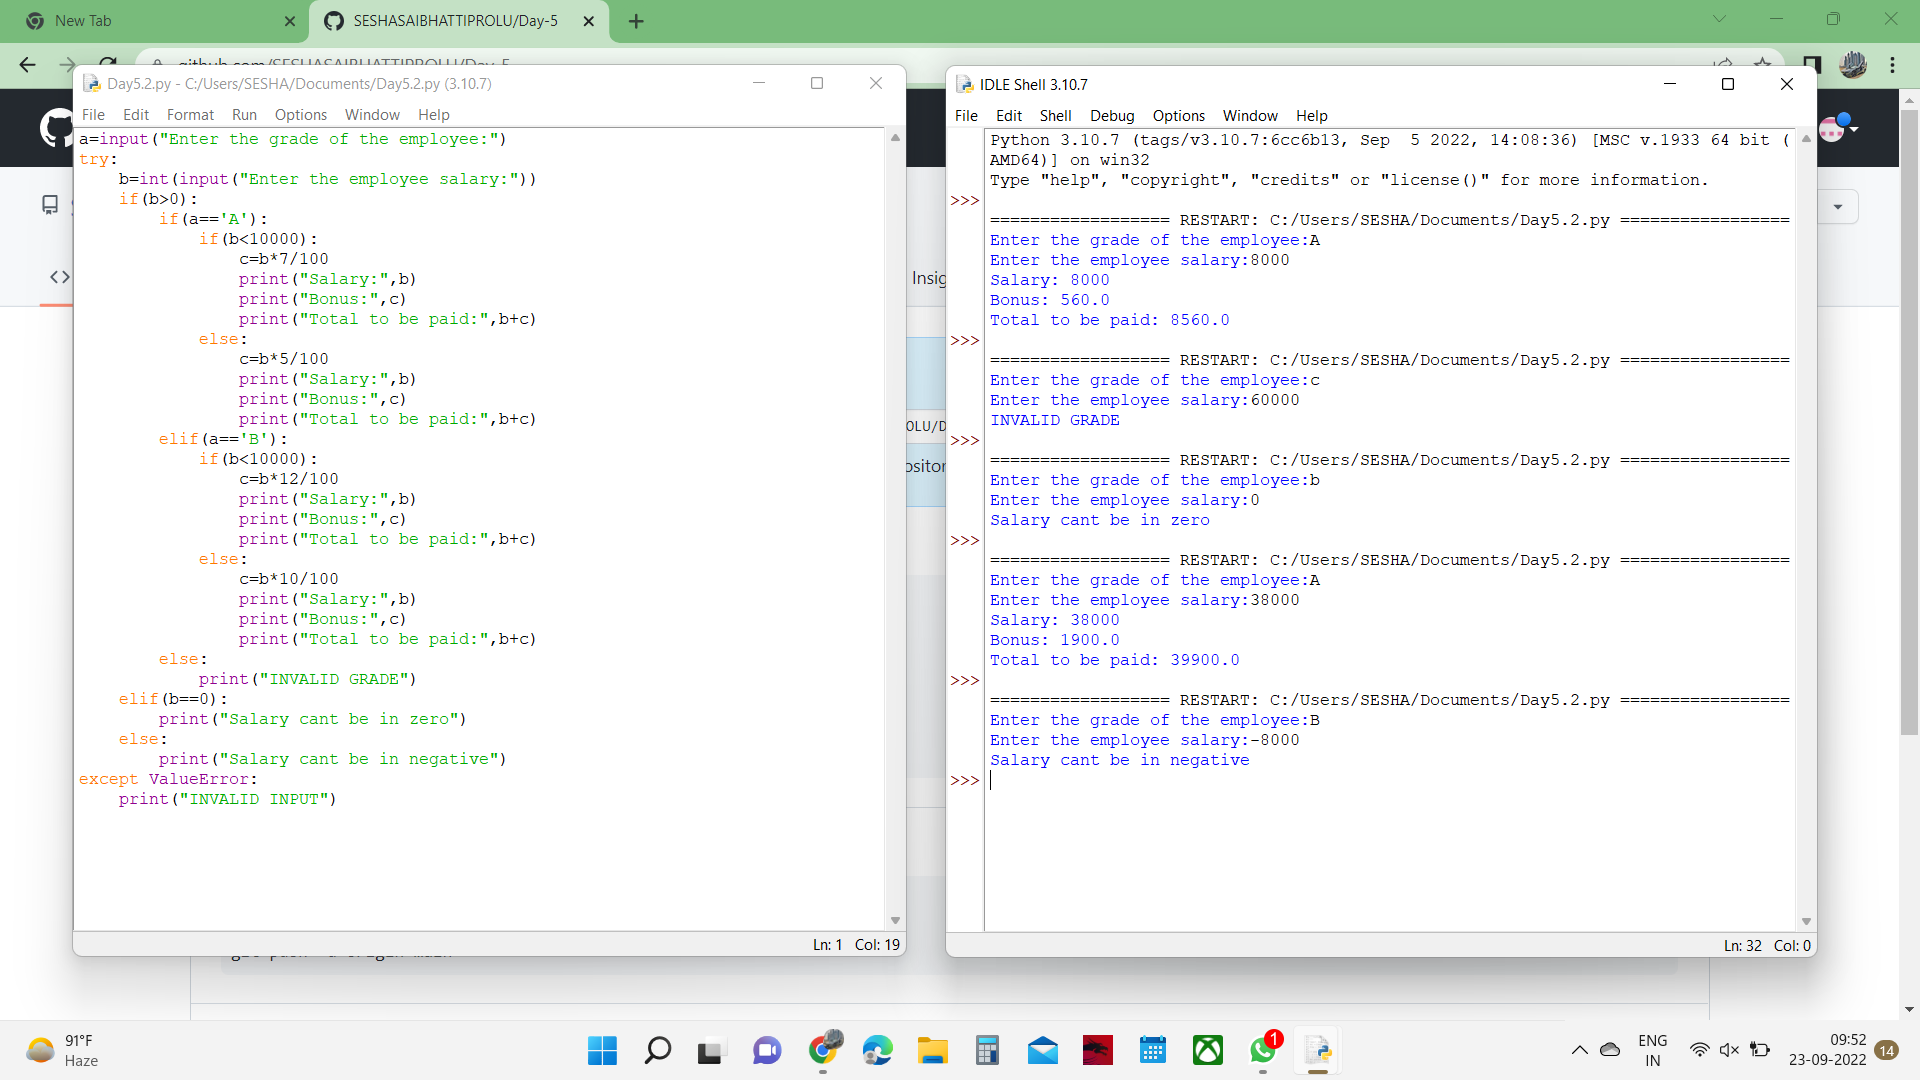 New Tab
SESHASAIBHATTIPROLU/Day-5
Day5.2.py - C:/Users/SESHA/Documents/Day5.2.py (3.10.7)
File Edit Format Run Options Window Help
a=input("Enter the grade of the employee:")
try:
    b=int(input("Enter the employee salary:"))
    if(b>0):
        if(a=='A'):
            if(b<10000):
                c=b*7/100
                print("Salary:",b)
                print("Bonus:",c)
                print("Total to be paid:",b+c)
            else:
                c=b*5/100
                print("Salary:",b)
                print("Bonus:",c)
                print("Total to be paid:",b+c)
        elif(a=='B'):
            if(b<10000):
                c=b*12/100
                print("Salary:",b)
                print("Bonus:",c)
                print("Total to be paid:",b+c)
            else:
                c=b*10/100
                print("Salary:",b)
                print("Bonus:",c)
                print("Total to be paid:",b+c)
        else:
            print("INVALID GRADE")
    elif(b==0):
        print("Salary cant be in zero")
    else:
        print("Salary cant be in negative")
except ValueError:
    print("INVALID INPUT")
Ln: 1 Col: 19
Insig
OLU/D
ositor
IDLE Shell 3.10.7
File Edit Shell Debug Options Window Help
Python 3.10.7 (tags/v3.10.7:6cc6b13, Sep  5 2022, 14:08:36) [MSC v.1933 64 bit (
AMD64)] on win32
Type "help", "copyright", "credits" or "license()" for more information.
>>>
================== RESTART: C:/Users/SESHA/Documents/Day5.2.py =================
Enter the grade of the employee:A
Enter the employee salary:8000
Salary: 8000
Bonus: 560.0
Total to be paid: 8560.0
>>>
================== RESTART: C:/Users/SESHA/Documents/Day5.2.py =================
Enter the grade of the employee:c
Enter the employee salary:60000
INVALID GRADE
>>>
================== RESTART: C:/Users/SESHA/Documents/Day5.2.py =================
Enter the grade of the employee:b
Enter the employee salary:0
Salary cant be in zero
>>>
================== RESTART: C:/Users/SESHA/Documents/Day5.2.py =================
Enter the grade of the employee:A
Enter the employee salary:38000
Salary: 38000
Bonus: 1900.0
Total to be paid: 39900.0
>>>
================== RESTART: C:/Users/SESHA/Documents/Day5.2.py =================
Enter the grade of the employee:B
Enter the employee salary:-8000
Salary cant be in negative
>>>
Ln: 32 Col: 0
91°F
Haze
1
ENG
IN
09:52
23-09-2022
14